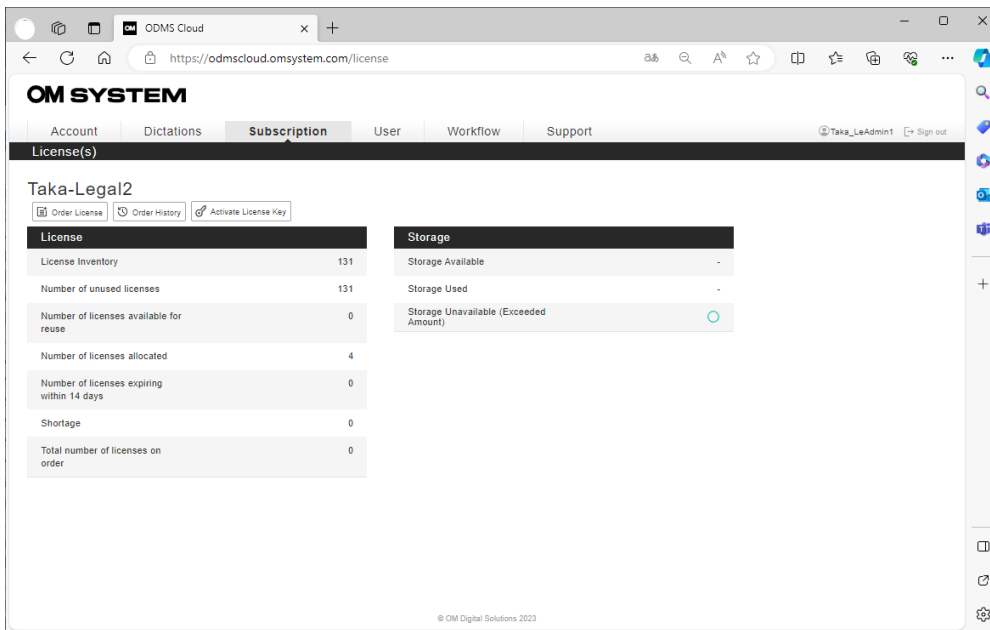 OM ODMS Cloud
https://odmscloud.omsystem.com/license
OM SYSTEM
Account Dictations Subscription User Workflow Support Taka_LeAdmin1 Sign out
License(s)
Taka-Legal2
Order License Order History Activate License Key
License
License Inventory 131
Number of unused licenses 131
Number of licenses available for
reuse 0
Number of licenses allocated 4
Number of licenses expiring
within 14 days 0
Shortage 0
Total number of licenses on
order 0
Storage
Storage Available -
Storage Used -
Storage Unavailable (Exceeded
Amount)
© OM Digital Solutions 2023